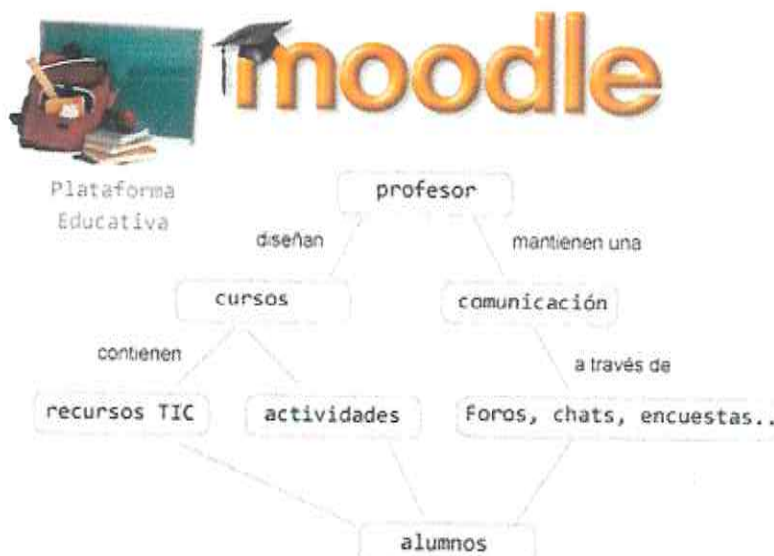 moodle
Plataforma
Educativa
profesor
diseñan
mantienen una
cursos
comunicación
contienen
a través de
recursos TIC
actividades
Foros, chats, encuestas..
alumnos